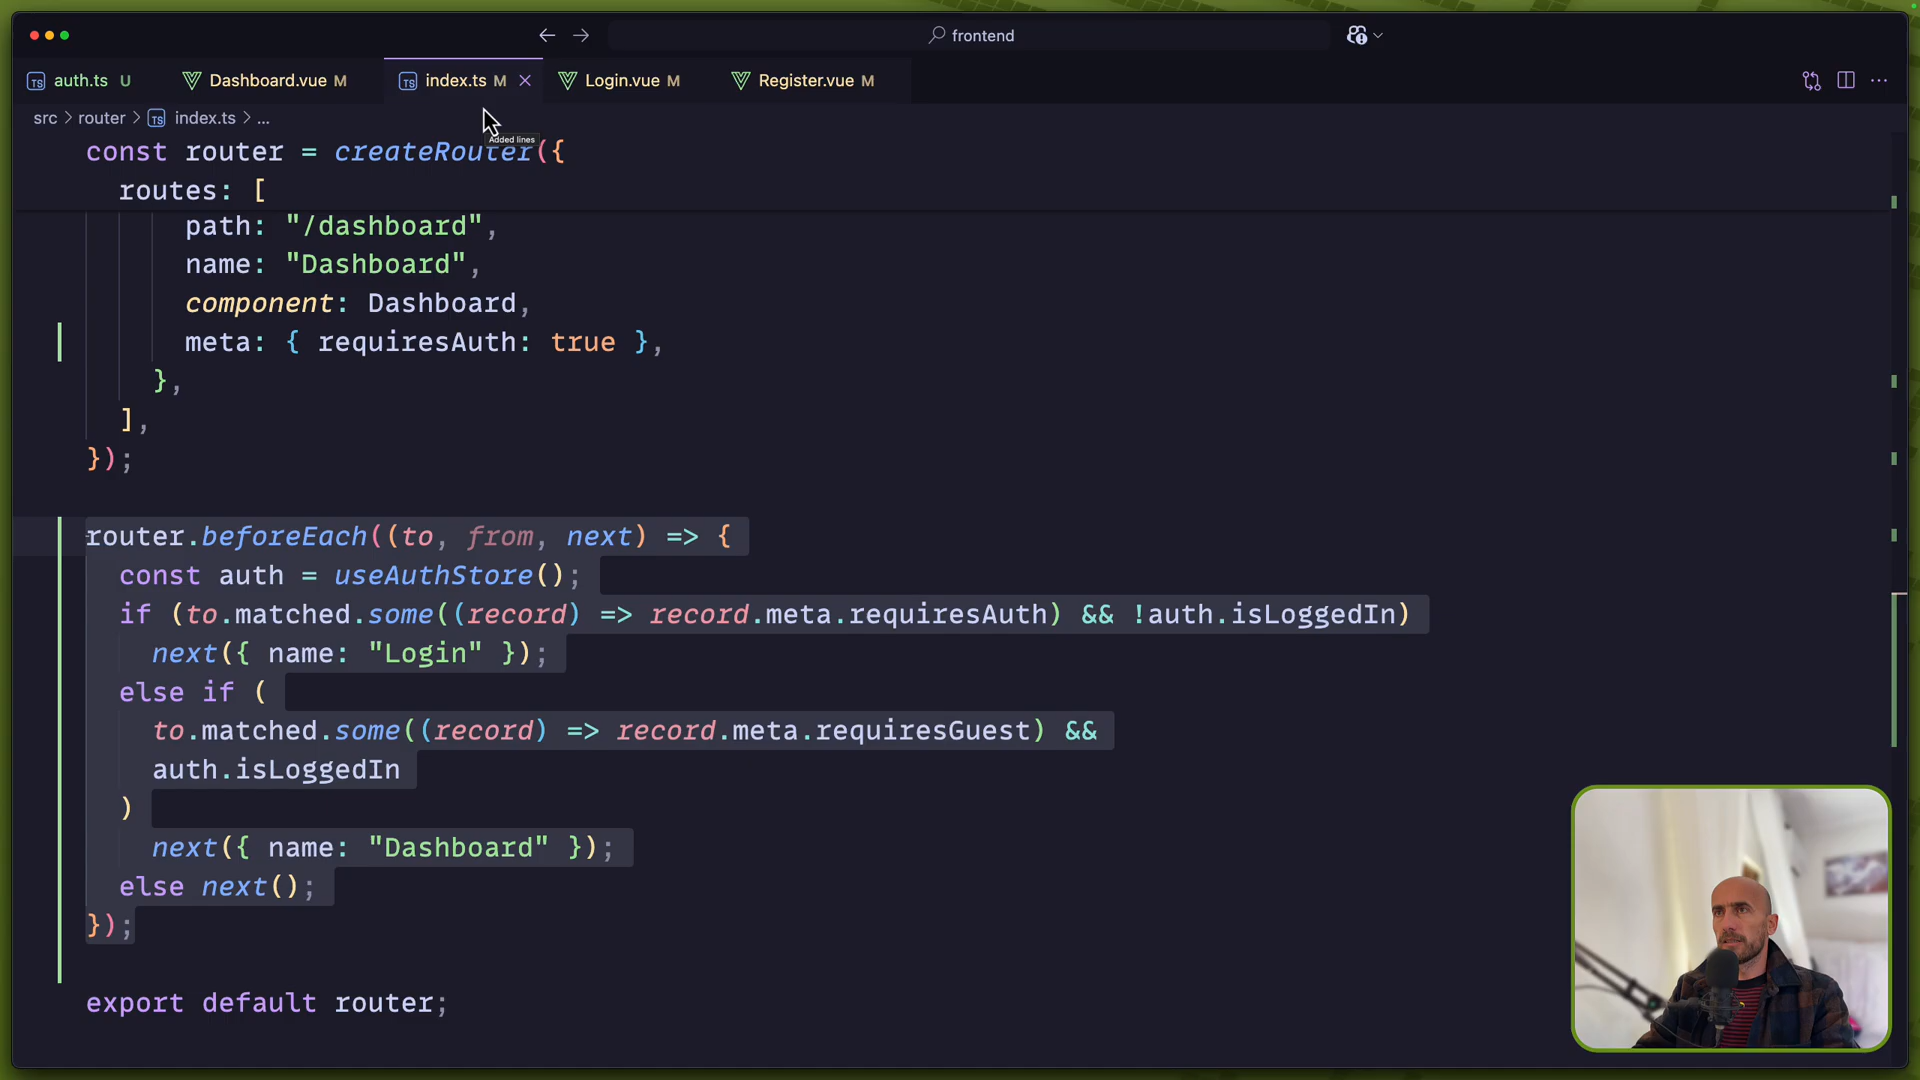 frontend
auth.ts U
Dashboard.vue M
index.ts M
Login.vue M
Register.vue M
src > router > TS index.ts > ...
Added lines
const router = createRouter({
routes: [
path: "/dashboard",
name: "Dashboard",
component: Dashboard,
meta: { requiresAuth: true },
},
],
});
router.beforeEach((to, from, next) => {
const auth = useAuthStore();
if (to.matched.some((record) => record.meta.requiresAuth) && !auth.isLoggedIn)
next({ name: "Login" });
else if (
to.matched.some((record) => record.meta.requiresGuest) &&
auth.isLoggedIn
)
next({ name: "Dashboard" });
else next();
});
export default router;